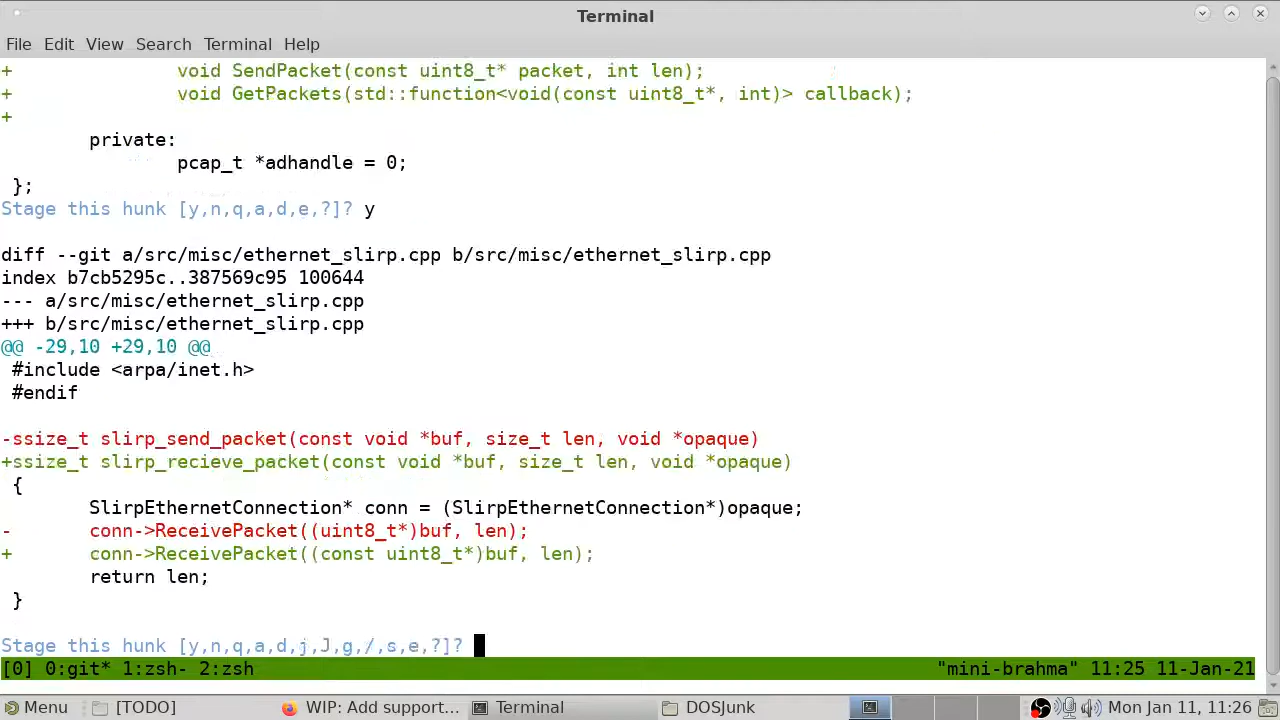 Terminal
File Edit View Search Terminal Help
+ void SendPacket(const uint8_t* packet, int len);
+ void GetPackets(std::function<void(const uint8_t*, int)> callback);
+
private:
pcap_t *adhandle = 0;
};
Stage this hunk [y,n,q,a,d,e,?]? y
diff --git a/src/misc/ethernet_slirp.cpp b/src/misc/ethernet_slirp.cpp
index b7cb5295c..387569c95 100644
--- a/src/misc/ethernet_slirp.cpp
+++ b/src/misc/ethernet_slirp.cpp
@@ -29,10 +29,10 @@
#include <arpa/inet.h>
#endif
-ssize_t slirp_send_packet(const void *buf, size_t len, void *opaque)
+ssize_t slirp_recieve_packet(const void *buf, size_t len, void *opaque)
{
SlirpEthernetConnection* conn = (SlirpEthernetConnection*)opaque;
- conn->ReceivePacket((uint8_t*)buf, len);
+ conn->ReceivePacket((const uint8_t*)buf, len);
return len;
}
Stage this hunk [y,n,q,a,d,j,J,g,/,s,e,?]?
[0] 0:git* 1:zsh- 2:zsh "mini-brahma" 11:25 11-Jan-21
Menu [TODO] WIP: Add support... Terminal DOSJunk Mon Jan 11, 11:26